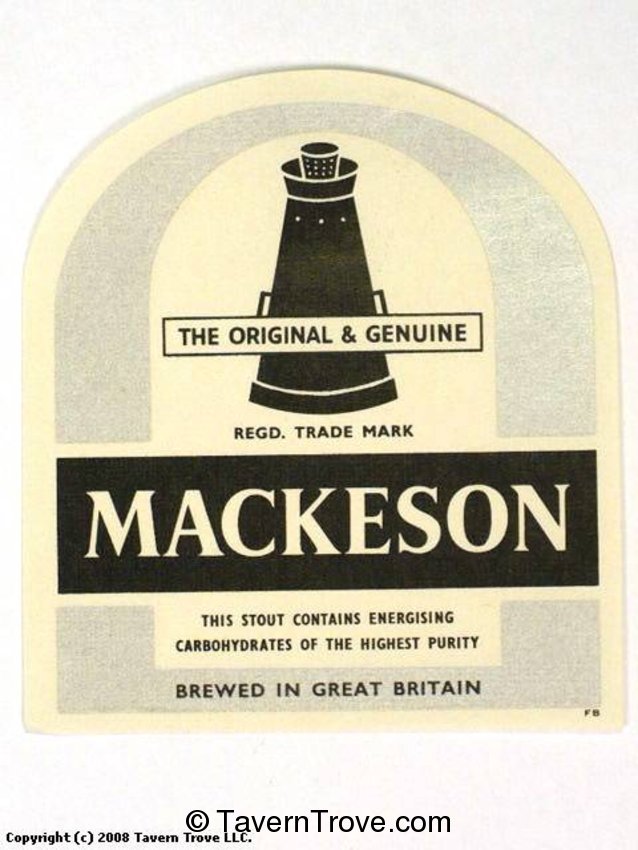 THE ORIGINAL & GENUINE
REGD. TRADE MARK
MACKESON
THIS STOUT CONTAINS ENERGISING
CARBOHYDRATES OF THE HIGHEST PURITY
BREWED IN GREAT BRITAIN
FB
© TavernTrove.com
Copyright (c) 2008 Tavern Trove LLC.